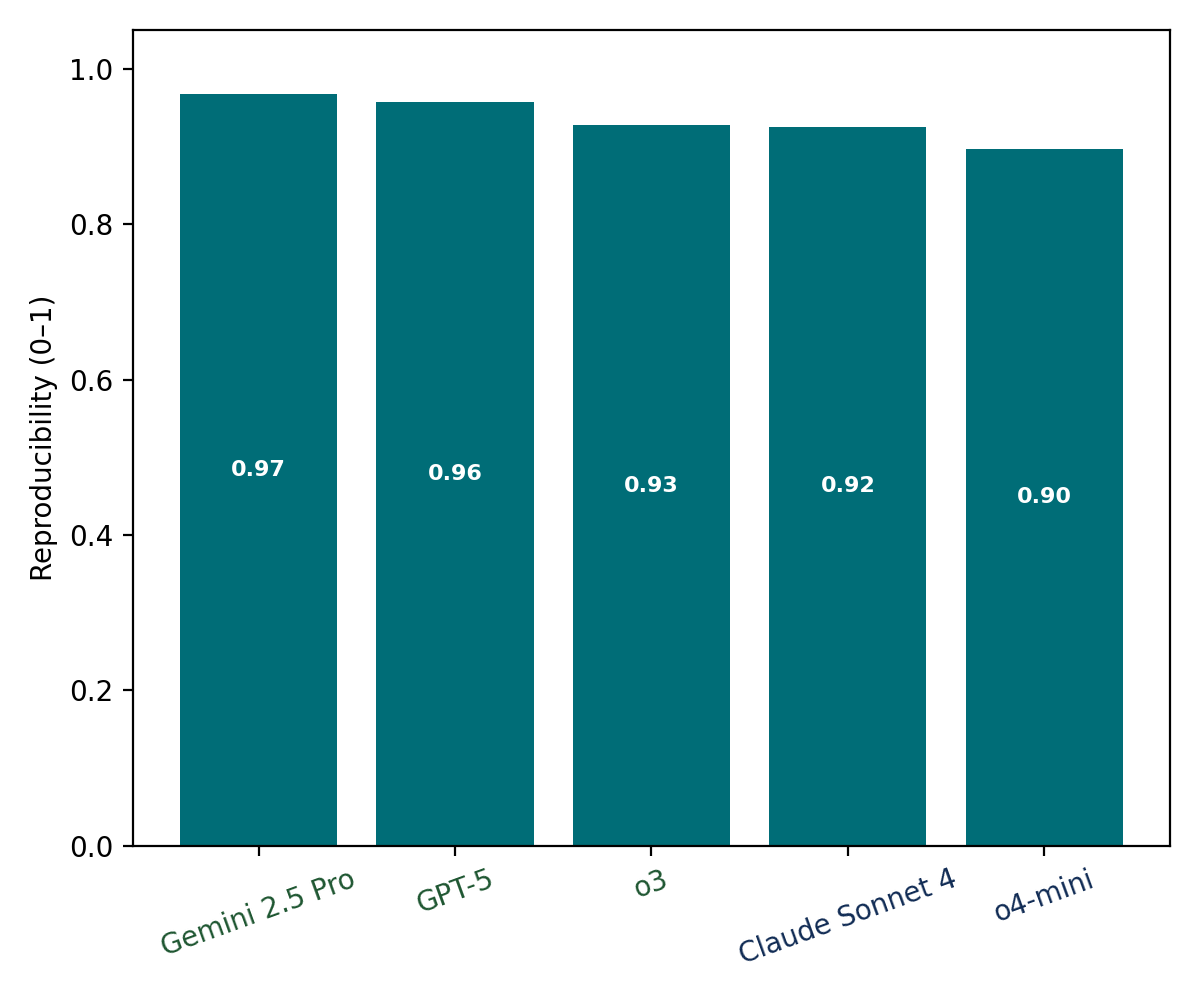 1.0
0.8
0.6
0.4
0.2
0.0
Reproducibility (0–1)
0.97
0.96
0.93
0.92
0.90
Gemini 2.5 Pro
GPT-5
o3
Claude Sonnet 4
o4-mini